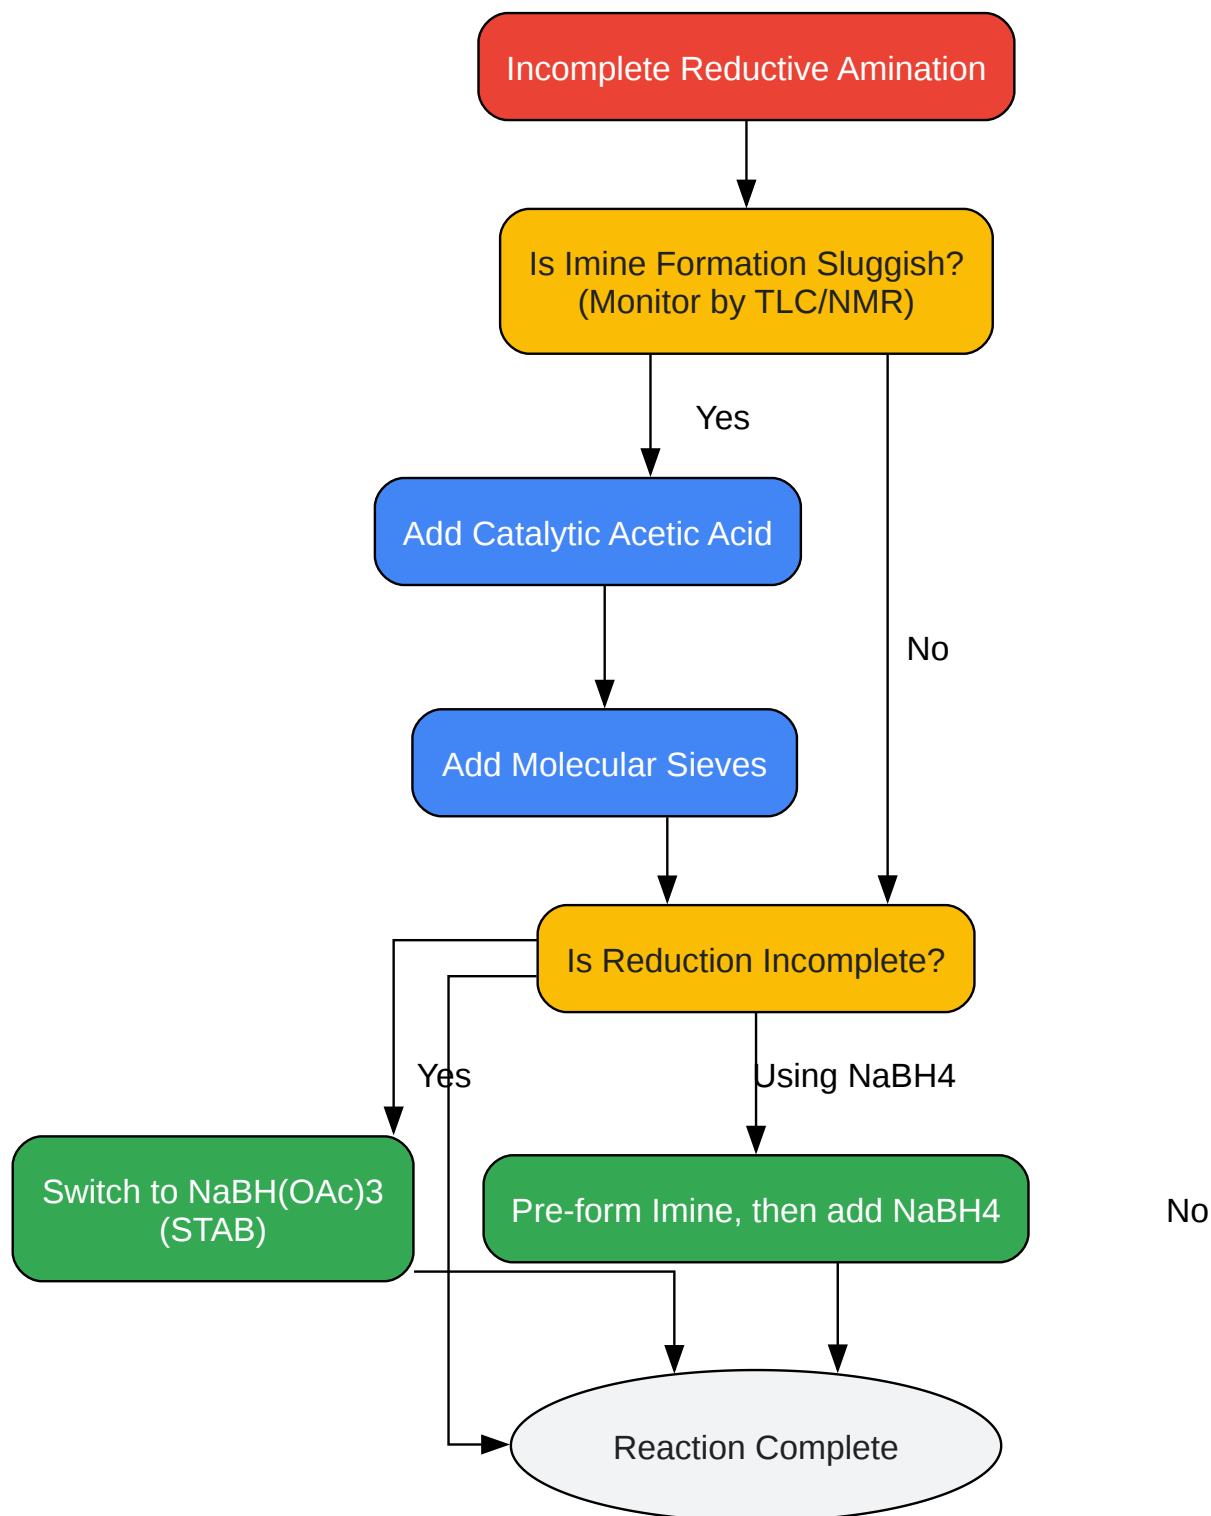 Incomplete Reductive Amination
Is Imine Formation Sluggish?
(Monitor by TLC/NMR)
Yes
Add Catalytic Acetic Acid
No
Add Molecular Sieves
Is Reduction Incomplete?
Yes
Using NaBH4
Switch to NaBH(OAc)3
(STAB)
Pre-form Imine, then add NaBH4
No
Reaction Complete